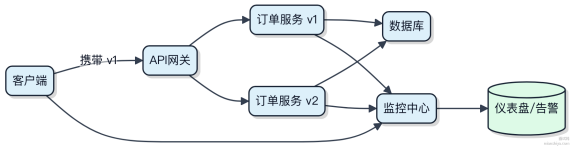 订单服务 v1
数据库
携带 v1
API网关
客户端
订单服务 v2
监控中心
仪表盘/告警